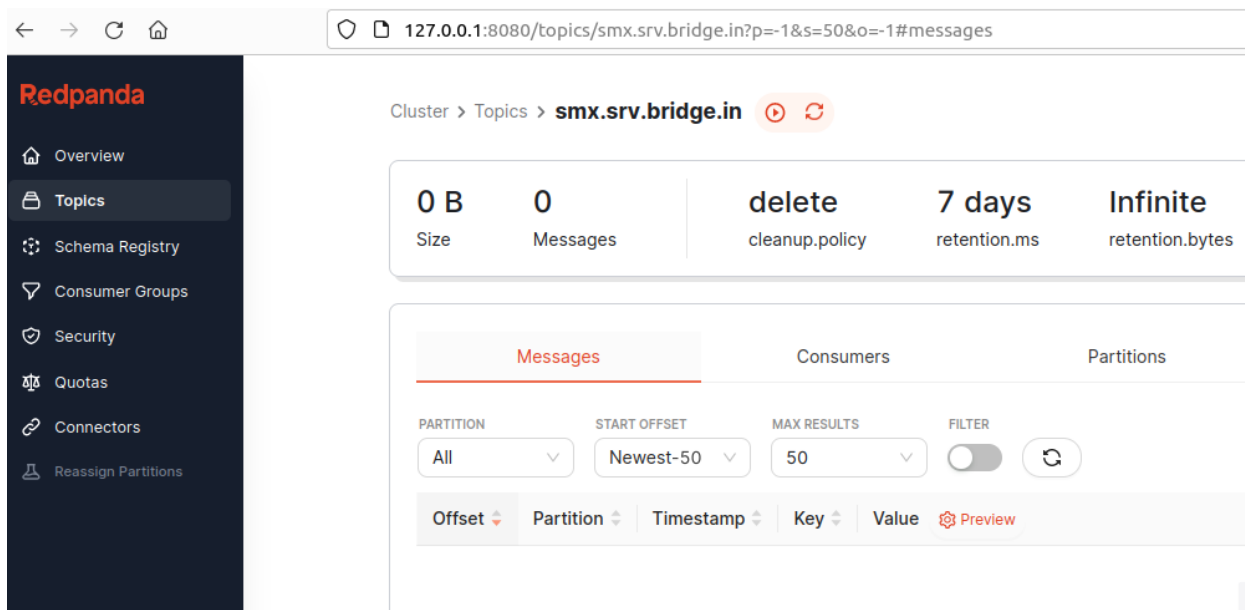 127.0.0.1:8080/topics/smx.srv.bridge.in?p=-1&s=50&o=-1#messages
Redpanda
Overview
Topics
Schema Registry
Consumer Groups
Security
Quotas
Connectors
Reassign Partitions
Cluster > Topics > smx.srv.bridge.in
0 B 0 delete 7 days Infinite
Size Messages cleanup.policy retention.ms retention.bytes
Messages Consumers Partitions
PARTITION START OFFSET MAX RESULTS FILTER
All Newest-50 50
Offset Partition Timestamp Key Value Preview